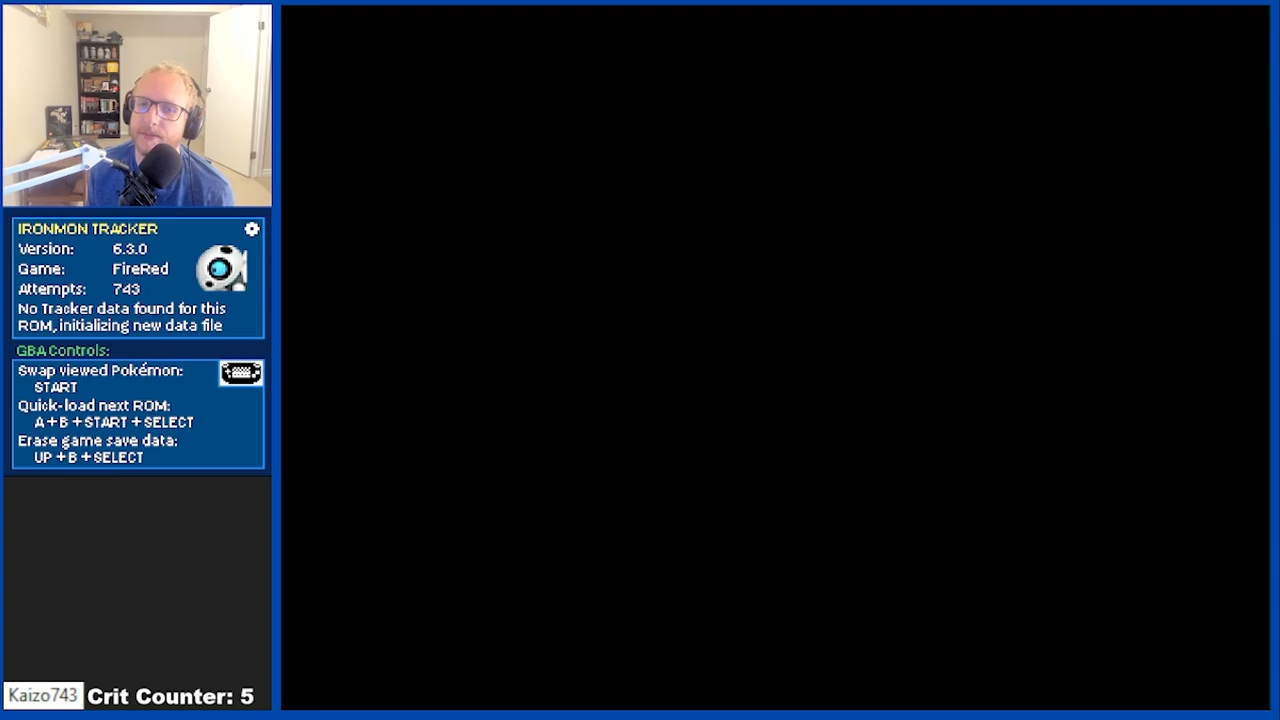 IRONMON TRACKER
Version: 6.3.0
Game: FireRed
Attempts: 743
No Tracker data found for this
ROM, initializing new data file
GBA Controls:
Swap viewed Pokémon:
START
Quick-load next ROM:
A + B + START + SELECT
Erase game save data:
UP + B + SELECT
Kaizo743 Crit Counter: 5